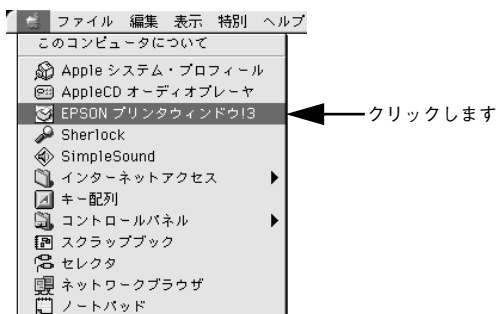 ファイル 編集 表示 特別 ヘルプ
このコンピュータについて
Apple システム・プロフィール
AppleCD オーディオプレーヤ
EPSON プリンタウィンドウ!3
クリックします
Sherlock
SimpleSound
インターネットアクセス
キー配列
コントロールパネル
スクラップブック
セレクタ
ネットワークブラウザ
ノートパッド